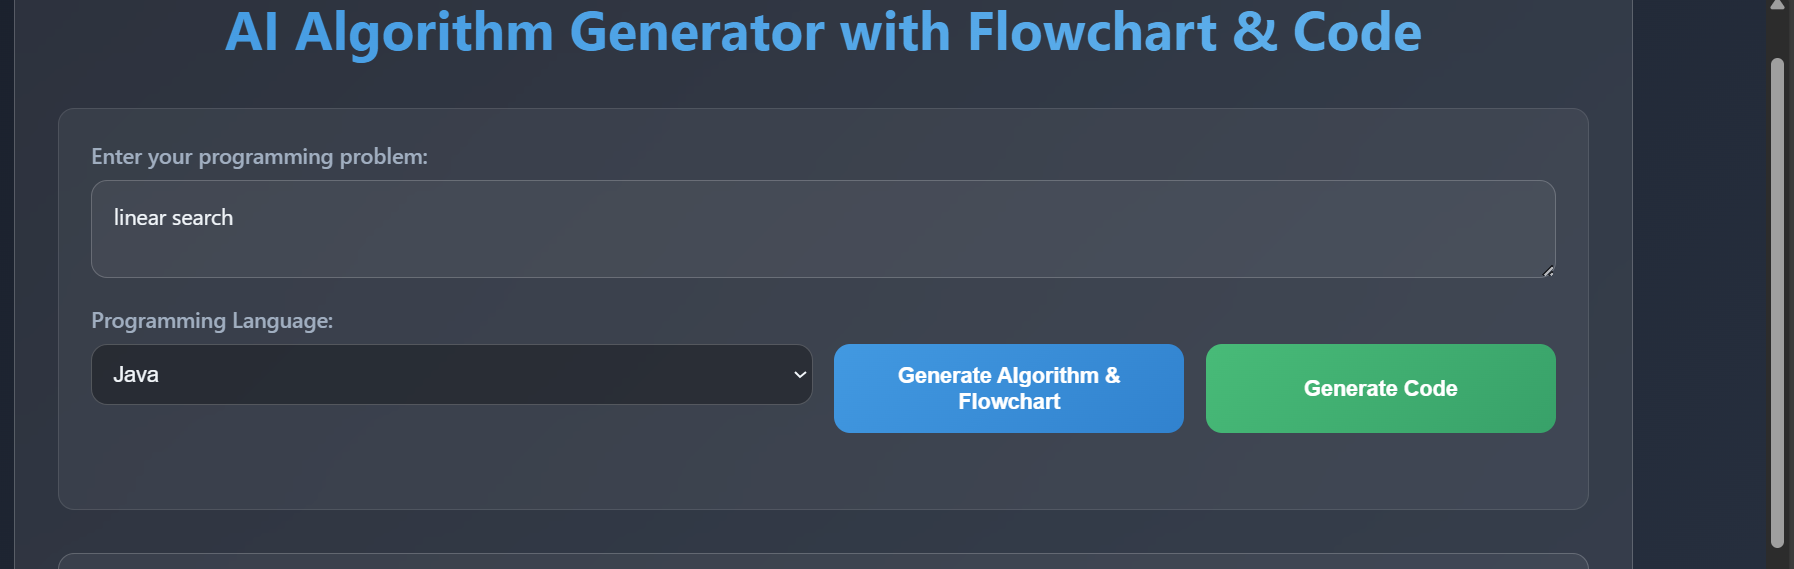 AI Algorithm Generator with Flowchart & Code
Enter your programming problem:
linear search
Programming Language:
Java
Generate Algorithm &
Flowchart
Generate Code